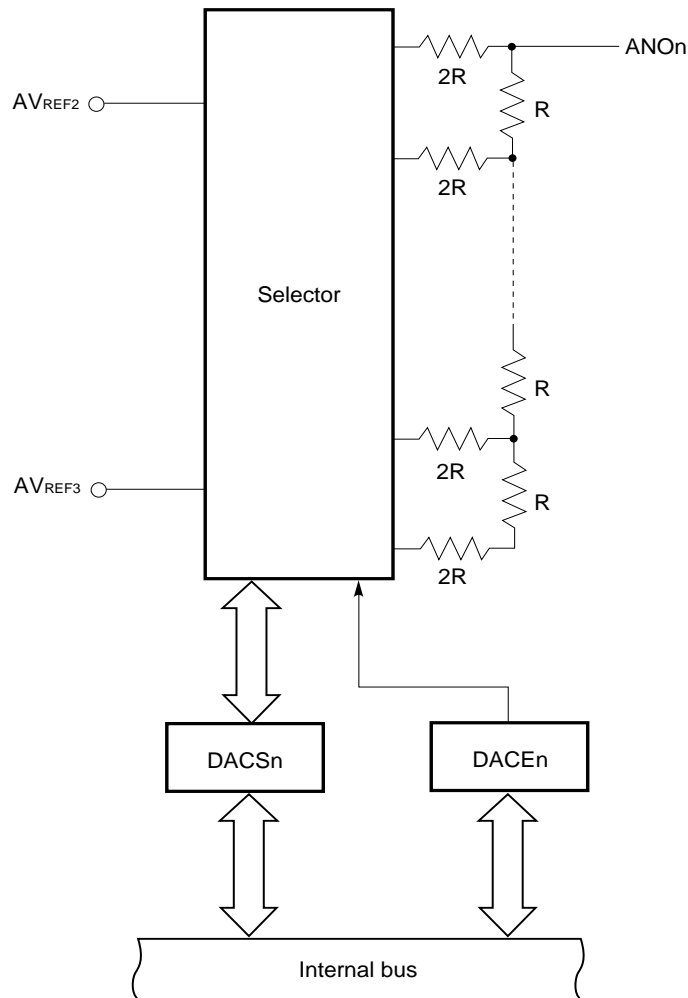 ANOn
2R
R
AVREF2
2R
Selector
R
2R
AVREF3
R
2R
DACSn
DACEn
Internal bus